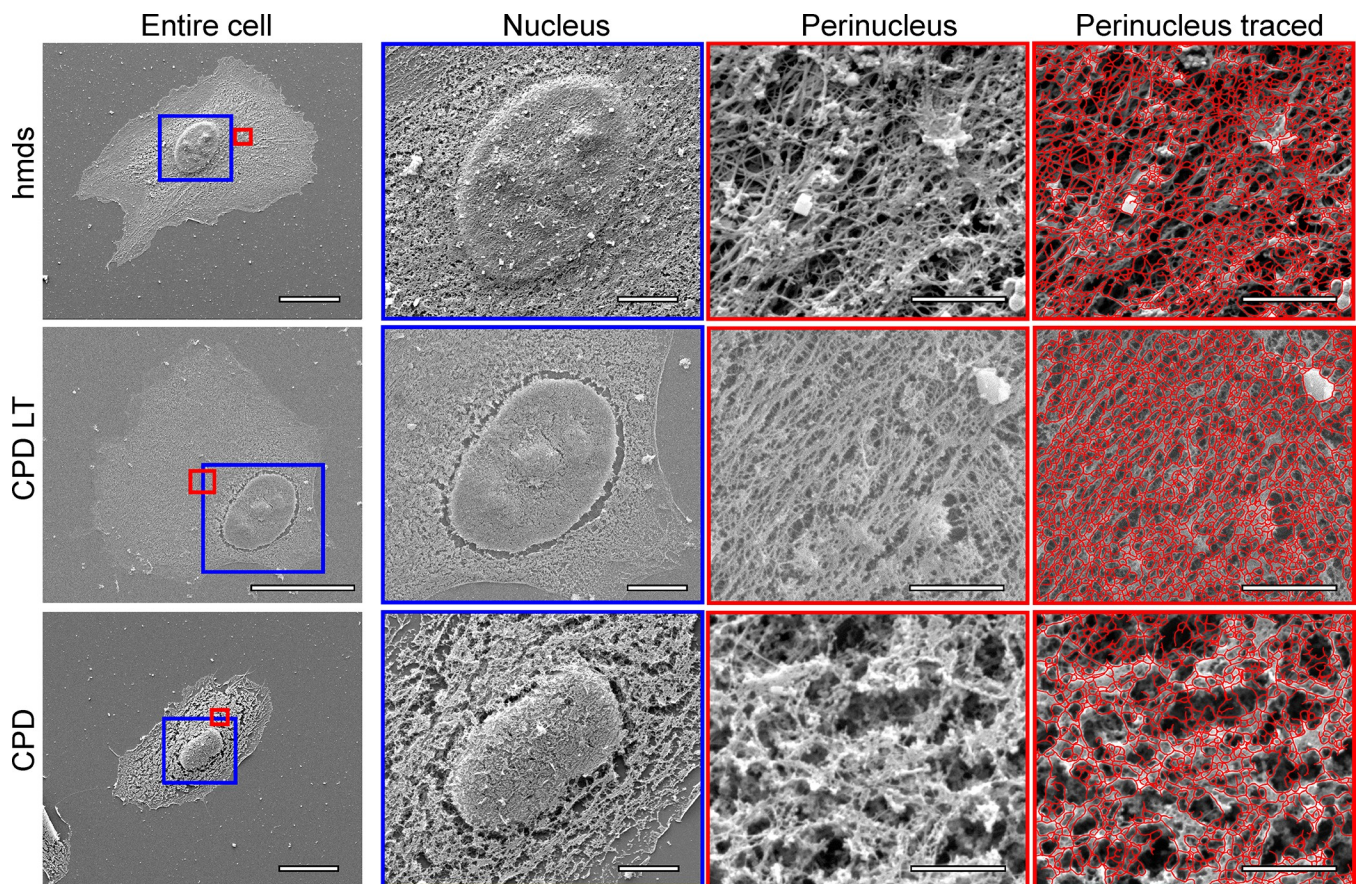 Entire cell
Nucleus
Perinucleus
Perinucleus traced
hmds
CPD LT
CPD